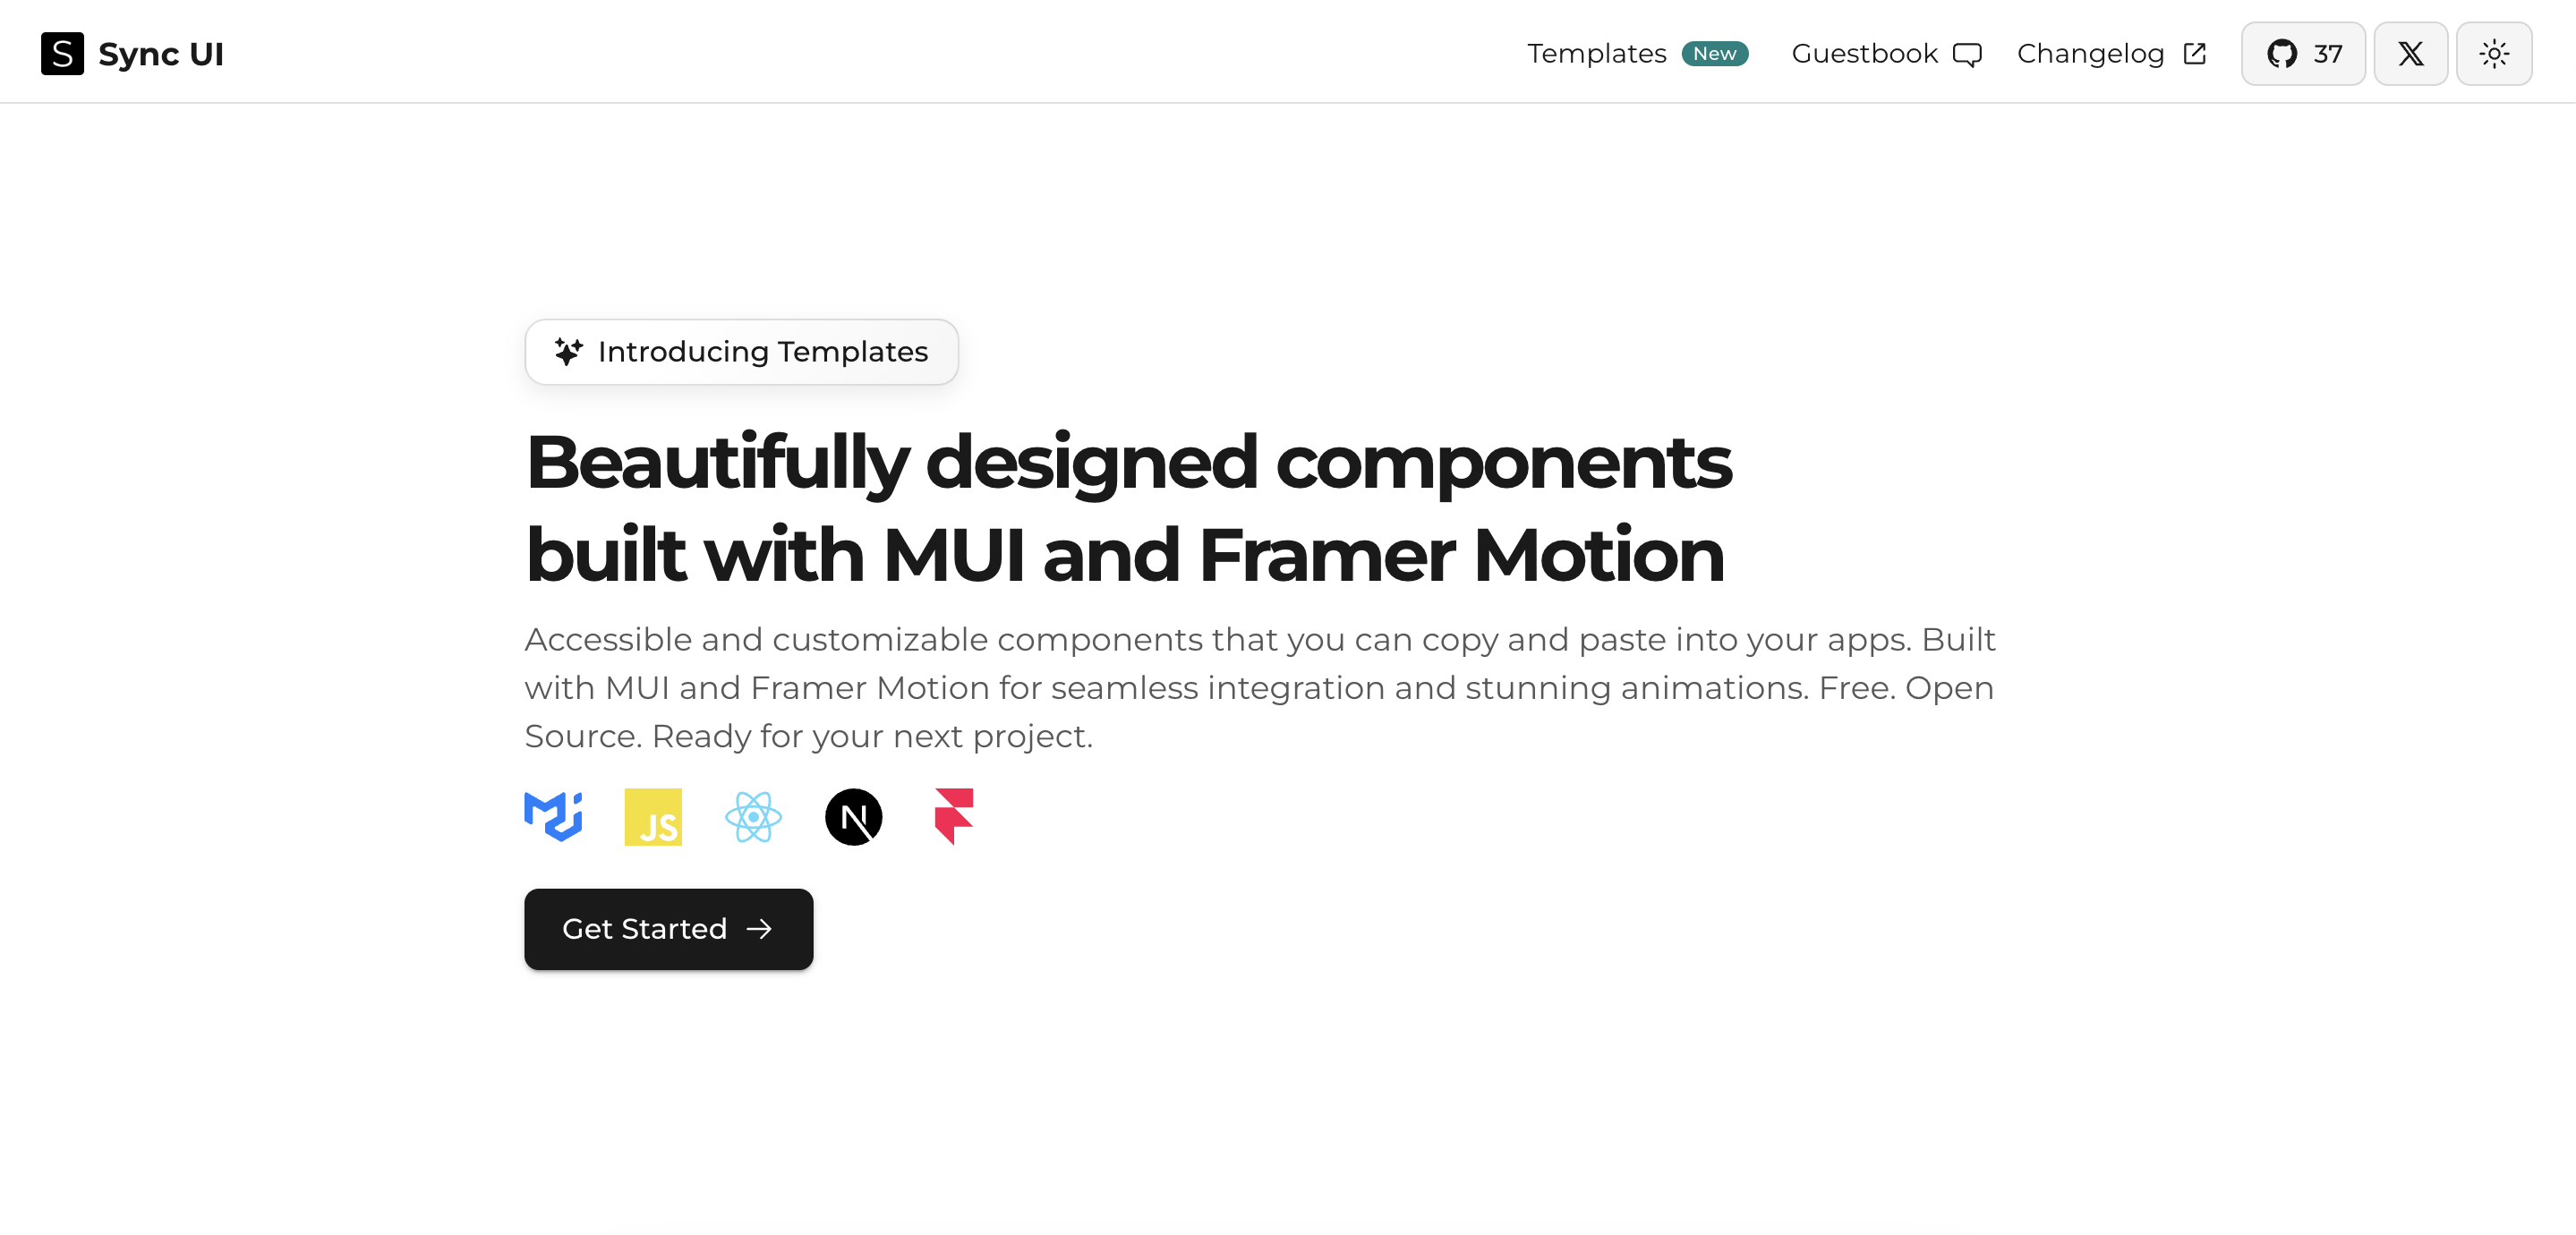 S Sync UI
Templates New Guestbook Changelog 37
Introducing Templates
Beautifully designed components
built with MUI and Framer Motion
Accessible and customizable components that you can copy and paste into your apps. Built
with MUI and Framer Motion for seamless integration and stunning animations. Free. Open
Source. Ready for your next project.
JS N
Get Started